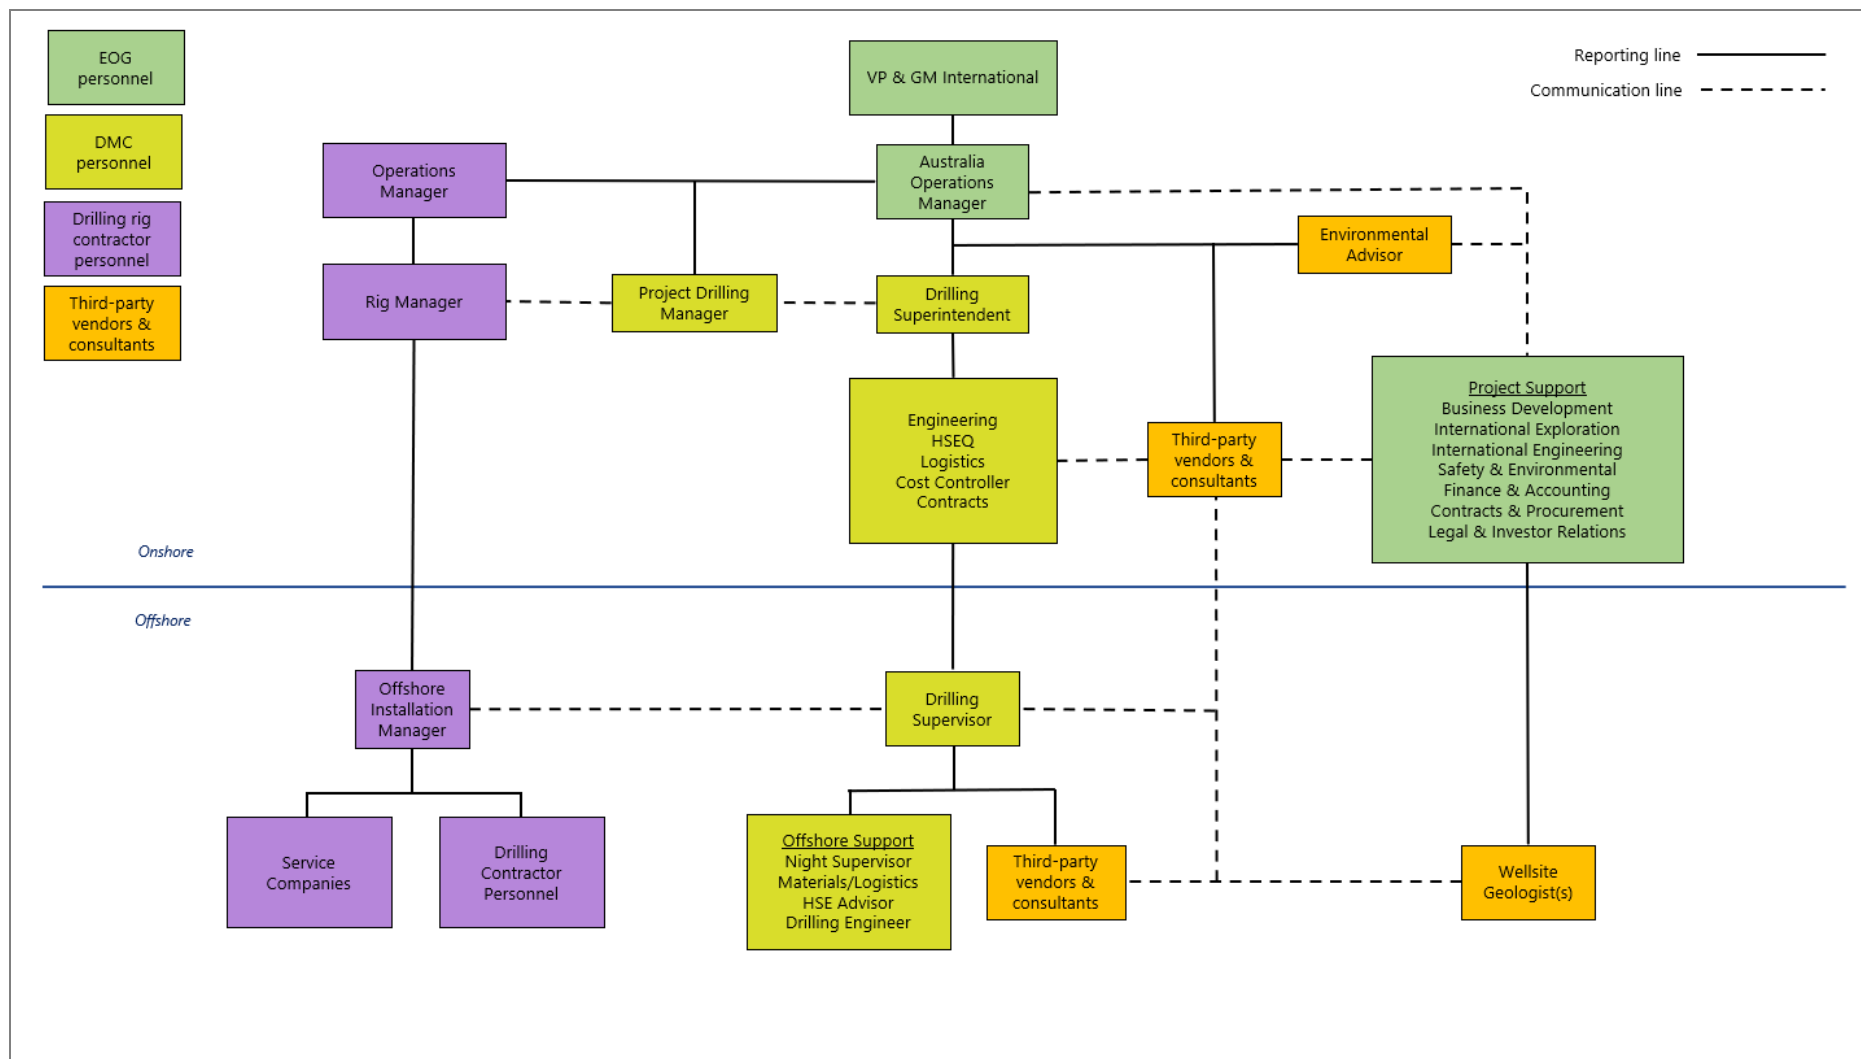 EOG
personnel
DMC
personnel
Drilling rig
contractor
personnel
Third-party
vendors &
consultants
VP & GM International
Reporting line
Communication line
Operations
Manager
Australia
Operations
Manager
Environmental
Advisor
Rig Manager
Project Drilling
Manager
Drilling
Superintendent
Engineering
HSEQ
Logistics
Cost Controller
Contracts
Third-party
vendors &
consultants
Project Support
Business Development
International Exploration
International Engineering
Safety & Environmental
Finance & Accounting
Contracts & Procurement
Legal & Investor Relations
Onshore
Offshore
Offshore
Installation
Manager
Drilling
Supervisor
Service
Companies
Drilling
Contractor
Personnel
Offshore Support
Night Supervisor
Materials/Logistics
HSE Advisor
Drilling Engineer
Third-party
vendors &
consultants
Wellsite
Geologist(s)